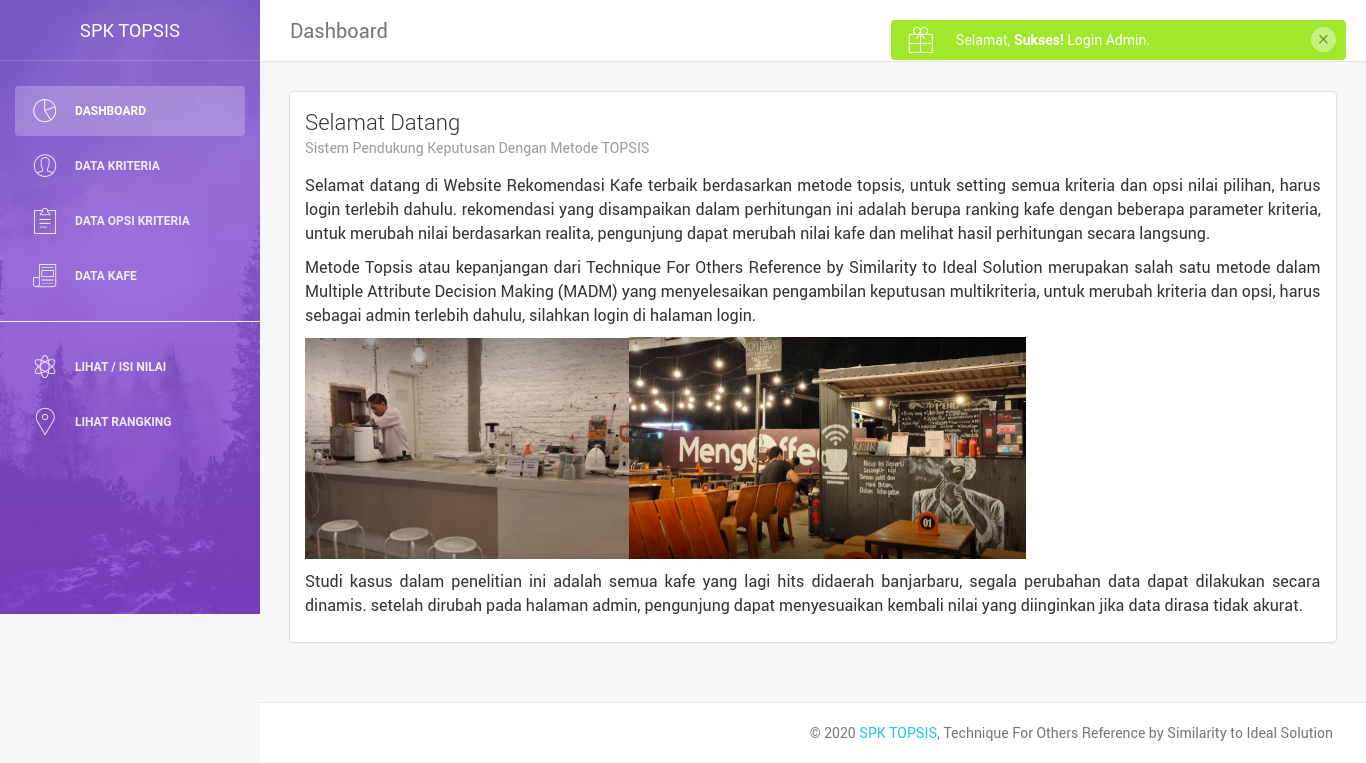 SPK TOPSIS
DASHBOARD
DATA KRITERIA
DATA OPSI KRITERIA
DATA KAFE
LIHAT / ISI NILAI
LIHAT RANGKING
Dashboard
Selamat, Sukses! Login Admin.
Selamat Datang
Sistem Pendukung Keputusan Dengan Metode TOPSIS
Selamat datang di Website Rekomendasi Kafe terbaik berdasarkan metode topsis, untuk setting semua kriteria dan opsi nilai pilihan, harus
login terlebih dahulu. rekomendasi yang disampaikan dalam perhitungan ini adalah berupa ranking kafe dengan beberapa parameter kriteria,
untuk merubah nilai berdasarkan realita, pengunjung dapat merubah nilai kafe dan melihat hasil perhitungan secara langsung.
Metode Topsis atau kepanjangan dari Technique For Others Reference by Similarity to Ideal Solution merupakan salah satu metode dalam
Multiple Attribute Decision Making (MADM) yang menyelesaikan pengambilan keputusan multikriteria, untuk merubah kriteria dan opsi, harus
sebagai admin terlebih dahulu, silahkan login di halaman login.
MENU
01
Studi kasus dalam penelitian ini adalah semua kafe yang lagi hits didaerah banjarbaru, segala perubahan data dapat dilakukan secara
dinamis. setelah dirubah pada halaman admin, pengunjung dapat menyesuaikan kembali nilai yang diinginkan jika data dirasa tidak akurat.
© 2020 SPK TOPSIS, Technique For Others Reference by Similarity to Ideal Solution